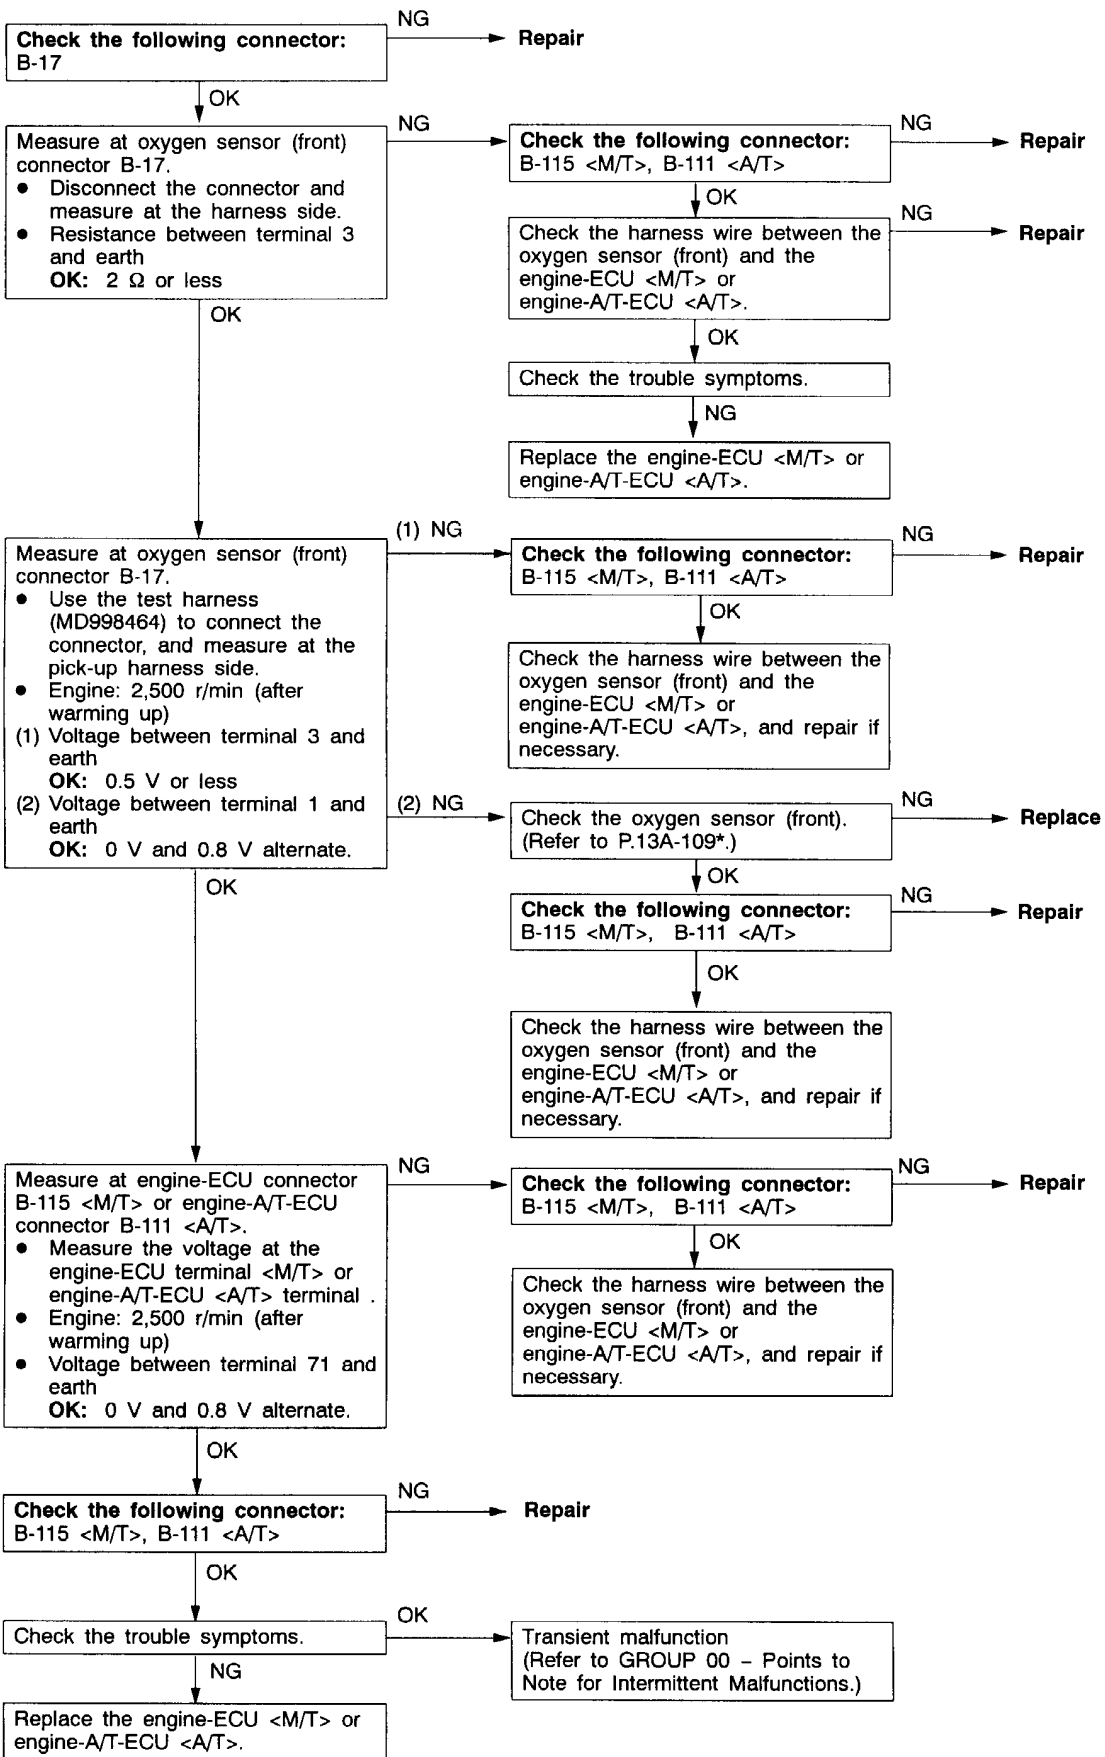 Check the following connector:
B-17
NG
Repair
OK
Measure at oxygen sensor (front)
connector B-17.
● Disconnect the connector and
measure at the harness side.
● Resistance between terminal 3
and earth
OK: 2 Ω or less
NG
Check the following connector:
B-115 <M/T>, B-111 <A/T>
NG
Repair
OK
Check the harness wire between the
oxygen sensor (front) and the
engine-ECU <M/T> or
engine-A/T-ECU <A/T>.
NG
Repair
OK
Check the trouble symptoms.
NG
Replace the engine-ECU <M/T> or
engine-A/T-ECU <A/T>.
OK
Measure at oxygen sensor (front)
connector B-17.
● Use the test harness
(MD998464) to connect the
connector, and measure at the
pick-up harness side.
● Engine: 2,500 r/min (after
warming up)
(1) Voltage between terminal 3 and
earth
OK: 0.5 V or less
(2) Voltage between terminal 1 and
earth
OK: 0 V and 0.8 V alternate.
(1) NG
Check the following connector:
B-115 <M/T>, B-111 <A/T>
NG
Repair
OK
Check the harness wire between the
oxygen sensor (front) and the
engine-ECU <M/T> or
engine-A/T-ECU <A/T>, and repair if
necessary.
(2) NG
Check the oxygen sensor (front).
(Refer to P.13A-109*.)
NG
Replace
OK
Check the following connector:
B-115 <M/T>, B-111 <A/T>
NG
Repair
OK
Check the harness wire between the
oxygen sensor (front) and the
engine-ECU <M/T> or
engine-A/T-ECU <A/T>, and repair if
necessary.
OK
Measure at engine-ECU connector
B-115 <M/T> or engine-A/T-ECU
connector B-111 <A/T>.
● Measure the voltage at the
engine-ECU terminal <M/T> or
engine-A/T-ECU <A/T> terminal .
● Engine: 2,500 r/min (after
warming up)
● Voltage between terminal 71 and
earth
OK: 0 V and 0.8 V alternate.
NG
Check the following connector:
B-115 <M/T>, B-111 <A/T>
NG
Repair
OK
Check the harness wire between the
oxygen sensor (front) and the
engine-ECU <M/T> or
engine-A/T-ECU <A/T>, and repair if
necessary.
OK
Check the following connector:
B-115 <M/T>, B-111 <A/T>
NG
Repair
OK
Check the trouble symptoms.
OK
Transient malfunction
(Refer to GROUP 00 – Points to
Note for Intermittent Malfunctions.)
NG
Replace the engine-ECU <M/T> or
engine-A/T-ECU <A/T>.